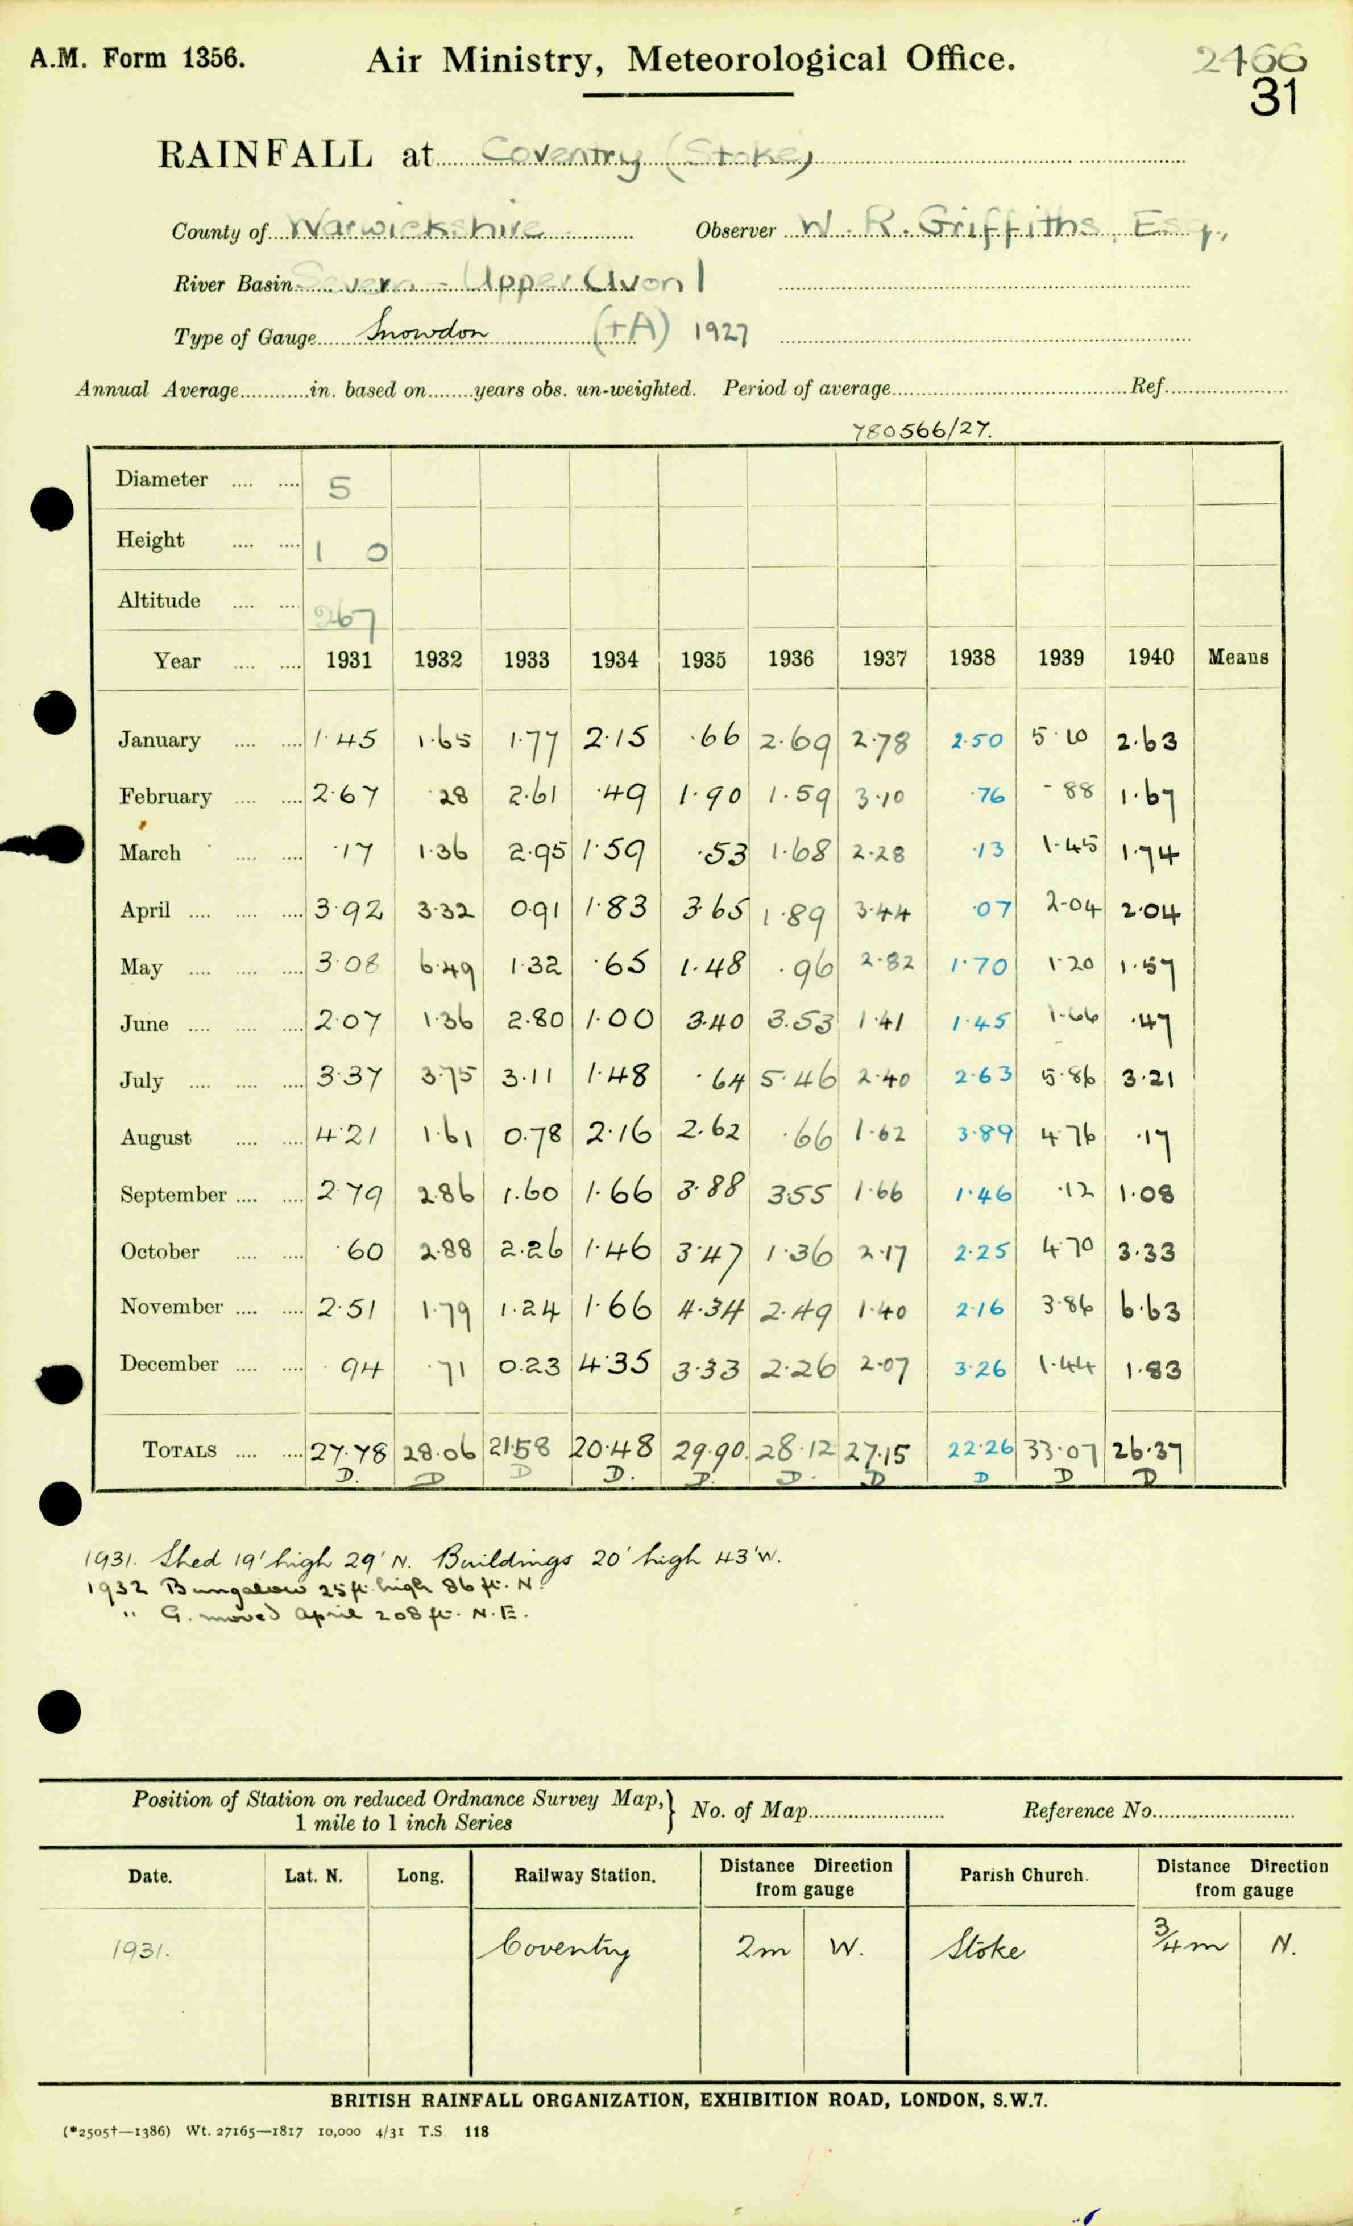 A.M. Form 1356. Air Ministry, Meteorological Office. 2466
31
RAINFALL at Coventry (Stoke)
County of Warwickshire Observer W. R. Griffiths, Esq.,
River Basin Severn - Upper Avon 1
Type of Gauge Snowdon (+A) 1927
Annual Average............in. based on........years obs. un-weighted. Period of average............Ref............
780566/27.
Diameter .... .... 5
Height .... .... 1 0
Altitude .... .... 267
Year .... .... 1931 1932 1933 1934 1935 1936 1937 1938 1939 1940 Means
January .... .... 1.45 1.65 1.77 2.15 .66 2.69 2.78 2.50 5.10 2.63
February .... .... 2.67 .28 2.61 .49 1.90 1.59 3.10 .76 .88 1.67
March .... .... .17 1.36 2.95 1.59 .53 1.68 2.28 .13 1.45 1.74
April .... .... .... 3.92 3.32 0.91 1.83 3.65 1.89 3.44 .07 2.04 2.04
May .... .... .... 3.08 6.49 1.32 .65 1.48 .96 2.82 1.70 1.20 1.57
June .... .... .... 2.07 1.36 2.80 1.00 3.40 3.53 1.41 1.45 1.66 .47
July .... .... .... 3.37 3.75 3.11 1.48 .64 5.46 2.40 2.63 5.86 3.21
August .... .... 4.21 1.61 0.78 2.16 2.62 .66 1.62 3.89 4.76 .17
September .... .... 2.79 2.86 1.60 1.66 3.88 3.55 1.66 1.46 .12 1.08
October .... .... .60 2.88 2.26 1.46 3.47 1.36 2.17 2.25 4.70 3.33
November .... .... 2.51 1.79 1.24 1.66 4.34 2.49 1.40 2.16 3.86 6.63
December .... .... .94 .71 0.23 4.35 3.33 2.26 2.07 3.26 1.44 1.83
TOTALS .... .... 27.78 28.06 21.58 20.48 29.90. 28.12 27.15 22.26 33.07 26.37
D. D D D. D. D. D D D D
1931. Shed 19' high 29' N. Buildings 20' high 43' W.
1932 Bungalow 25 ft. high 86 ft. N.
" G. moved April 208 ft. N.E.
Position of Station on reduced Ordnance Survey Map, } No. of Map............ Reference No............
1 mile to 1 inch Series
Date. Lat. N. Long. Railway Station. Distance Direction from gauge Parish Church. Distance Direction from gauge
1931. Coventry 2m W. Stoke 3/4 m N.
BRITISH RAINFALL ORGANIZATION, EXHIBITION ROAD, LONDON, S.W.7.
(*2505†—1386) Wt. 27165—1817 10,000 4/31 T.S. 118